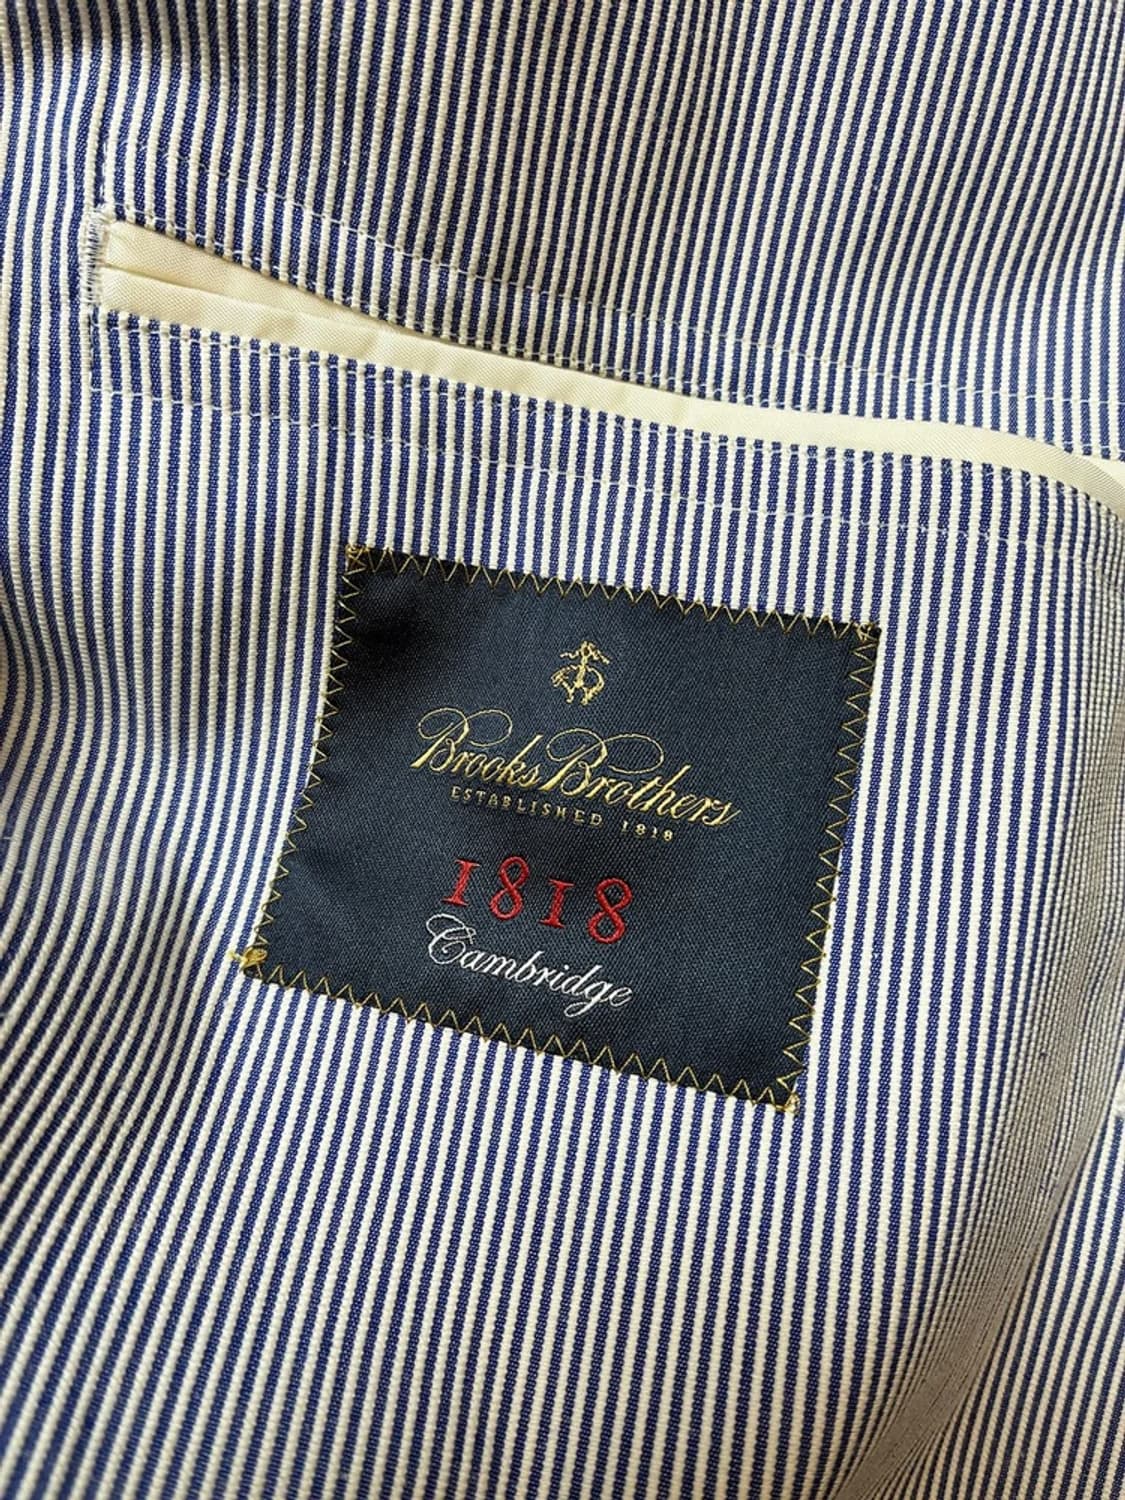 Brooks Brothers
ESTABLISHED 1818
1818
Cambridge